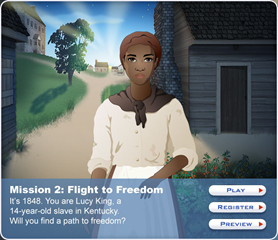 Mission 2: Flight to Freedom
It's 1848. You are Lucy King, a
14-year-old slave in Kentucky.
Will you find a path to freedom?
Play
Register
Preview